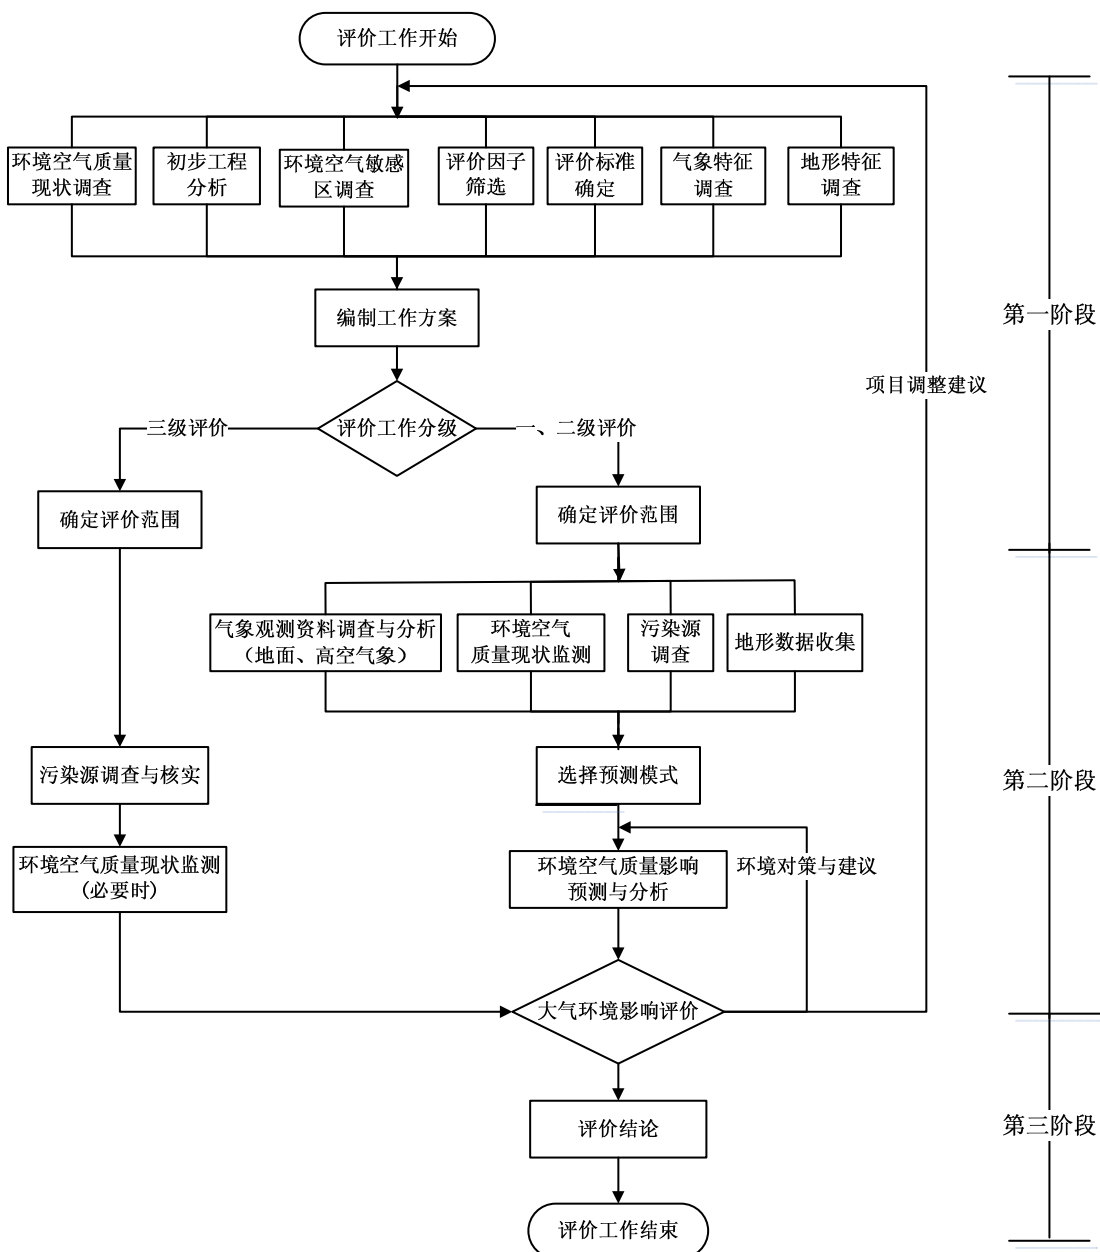 评价工作开始
环境空气质量
现状调查
初步工程
分析
环境空气敏感
区调查
评价因子
筛选
评价标准
确定
气象特征
调查
地形特征
调查
编制工作方案
第一阶段
项目调整建议
三级评价
评价工作分级
一、二级评价
确定评价范围
确定评价范围
气象观测资料调查与分析
（地面、高空气象）
环境空气
质量现状监测
污染源
调查
地形数据收集
污染源调查与核实
选择预测模式
第二阶段
环境空气质量现状监测
(必要时)
环境空气质量影响
预测与分析
环境对策与建议
大气环境影响评价
评价结论
第三阶段
评价工作结束